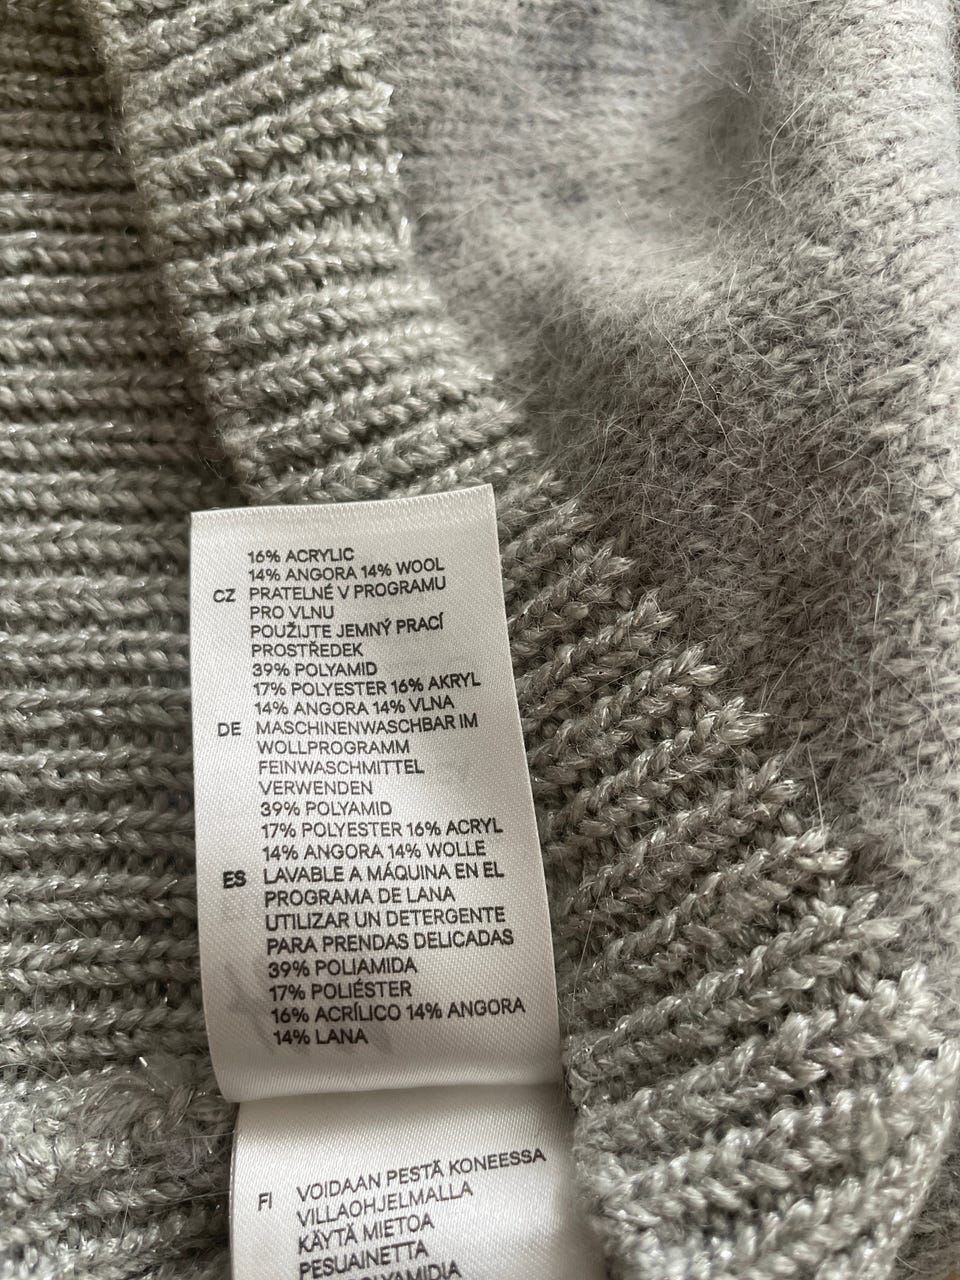 16% ACRYLIC
14% ANGORA 14% WOOL
CZ PRATELNÉ V PROGRAMU
PRO VLNU
POUŽIJTE JEMNÝ PRACÍ
PROSTŘEDEK
39% POLYAMID
17% POLYESTER 16% AKRYL
14% ANGORA 14% VLNA
DE MASCHINENWASCHBAR IM
WOLLPROGRAMM
FEINWASCHMITTEL
VERWENDEN
39% POLYAMID
17% POLYESTER 16% ACRYL
14% ANGORA 14% WOLLE
ES LAVABLE A MÁQUINA EN EL
PROGRAMA DE LANA
UTILIZAR UN DETERGENTE
PARA PRENDAS DELICADAS
39% POLIAMIDA
17% POLIÉSTER
16% ACRÍLICO 14% ANGORA
14% LANA
FI VOIDAAN PESTÄ KONEESSA
VILLAOHJELMALLA
KÄYTÄ MIETOA
PESUAINETTA